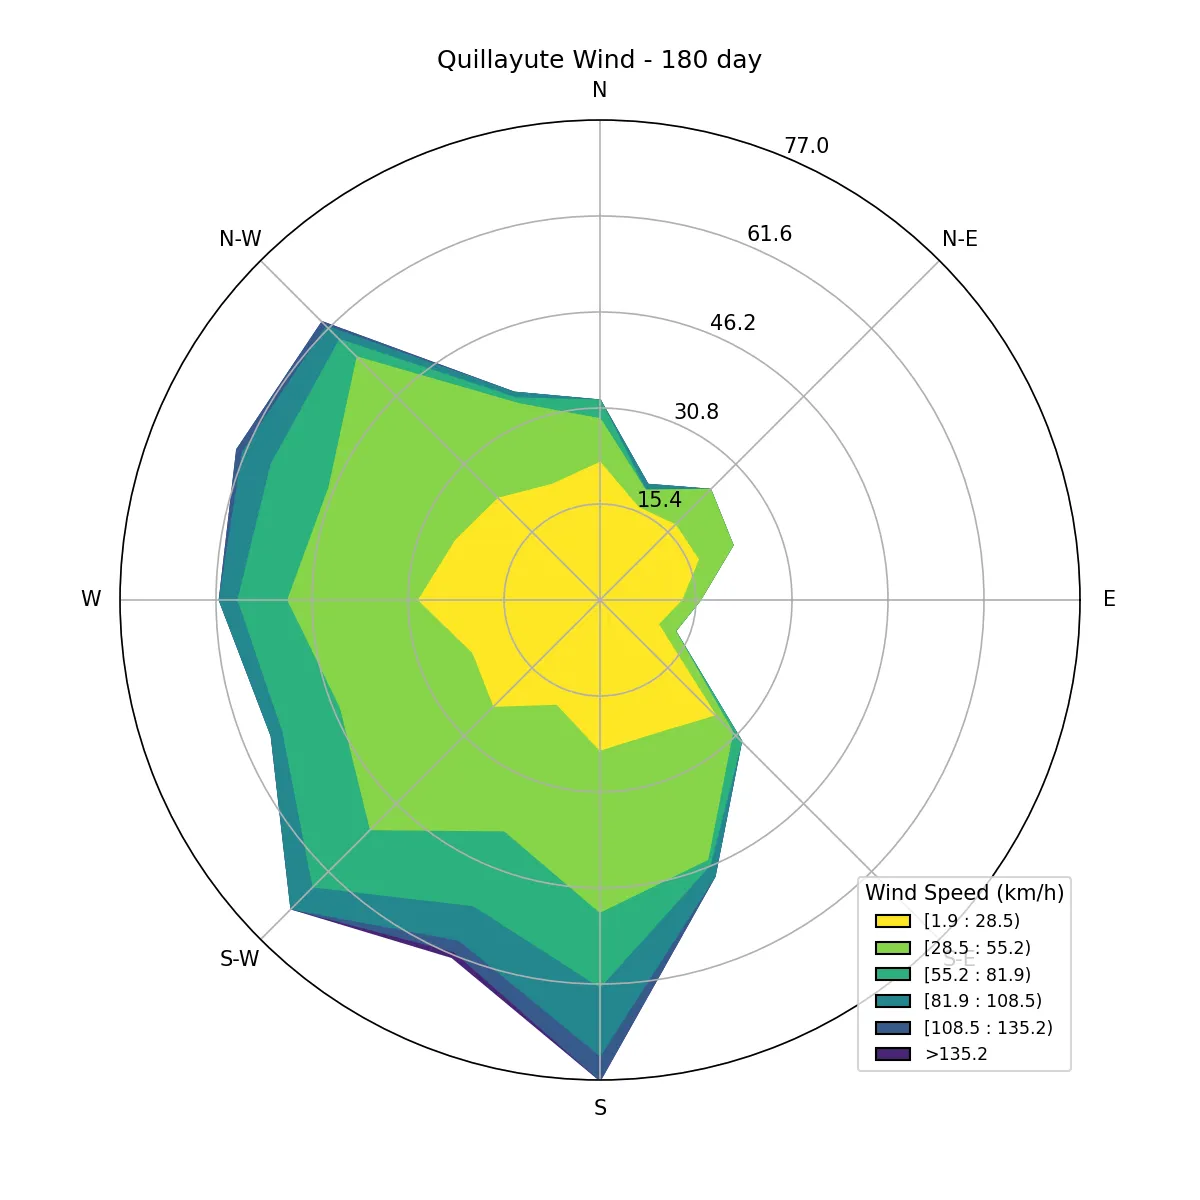 Quillayute Wind - 180 day
N
77.0
61.6
N-W
N-E
46.2
30.8
15.4
W
E
S-W
S-E
Wind Speed (km/h)
[1.9 : 28.5)
[28.5 : 55.2)
[55.2 : 81.9)
[81.9 : 108.5)
[108.5 : 135.2)
>135.2
S